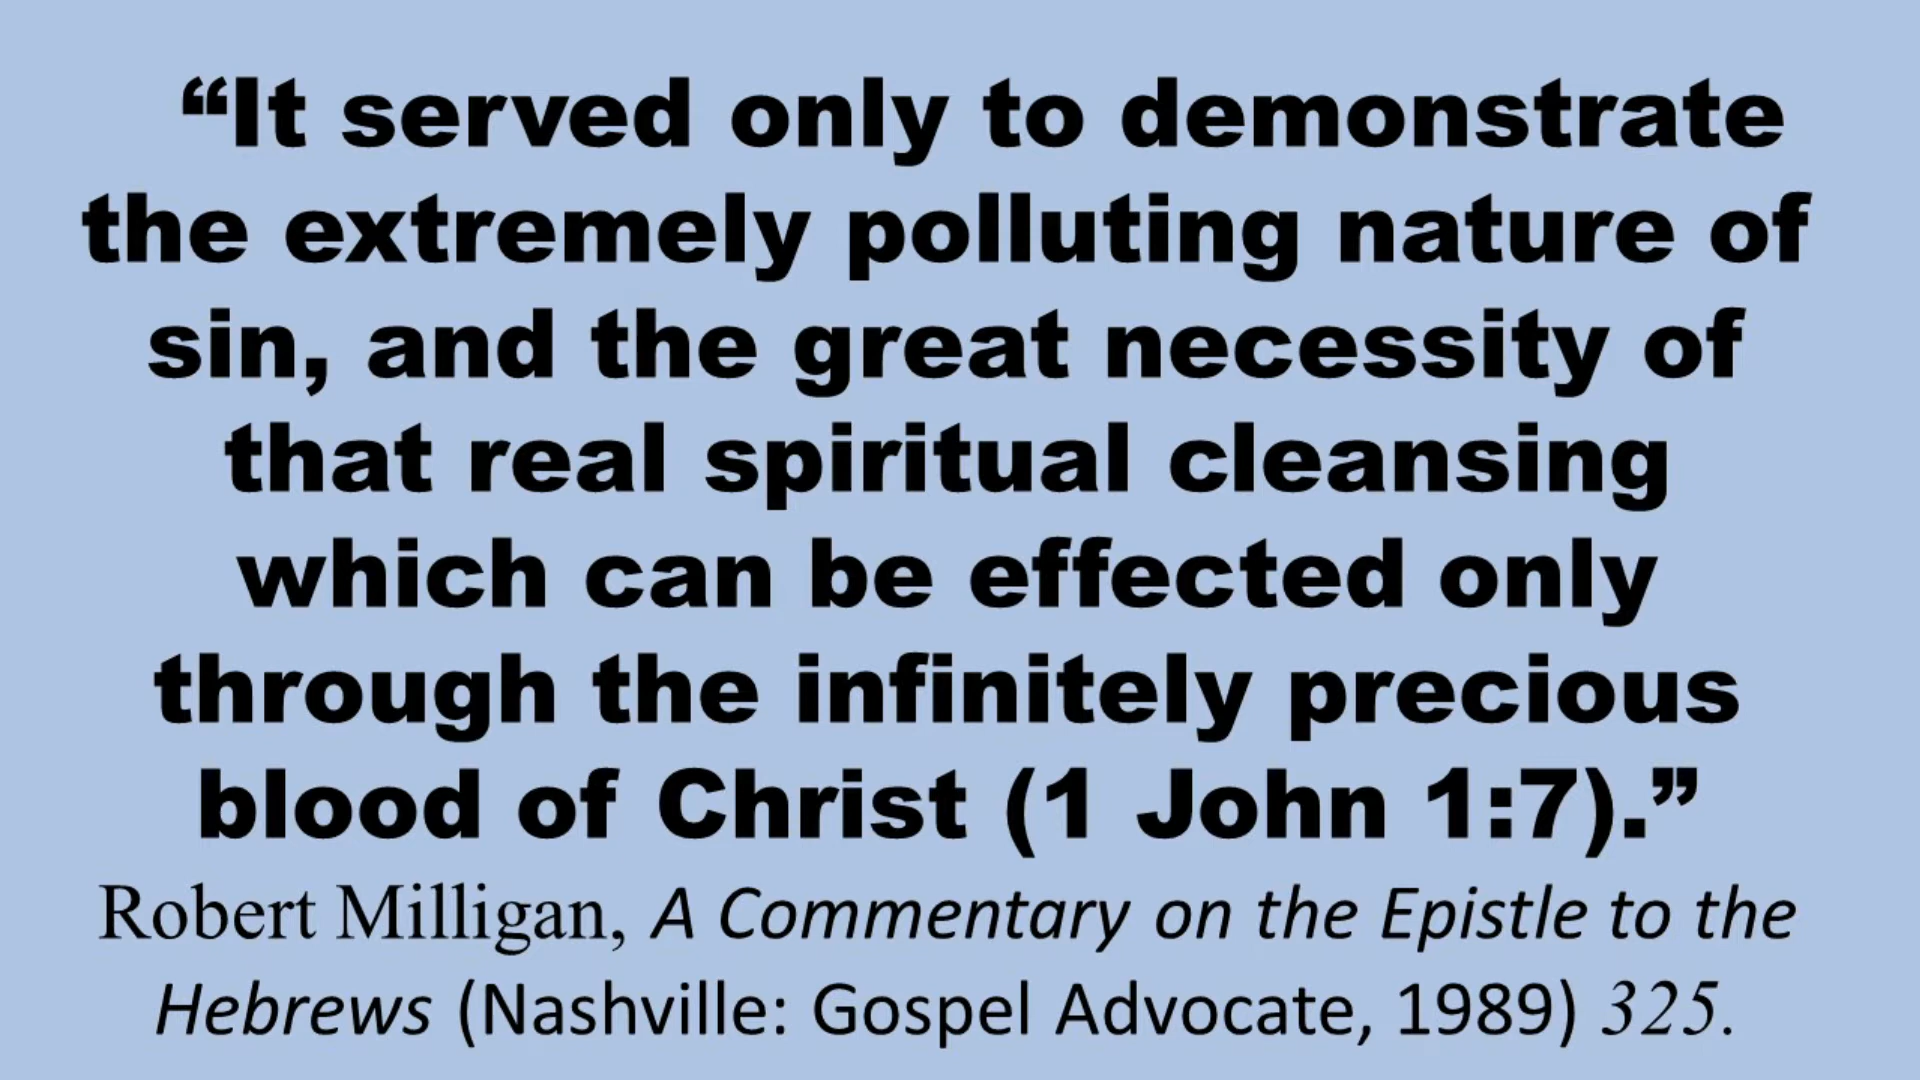 “It served only to demonstrate
the extremely polluting nature of
sin, and the great necessity of
that real spiritual cleansing
which can be effected only
through the infinitely precious
blood of Christ (1 John 1:7).”
Robert Milligan, A Commentary on the Epistle to the
Hebrews (Nashville: Gospel Advocate, 1989) 325.